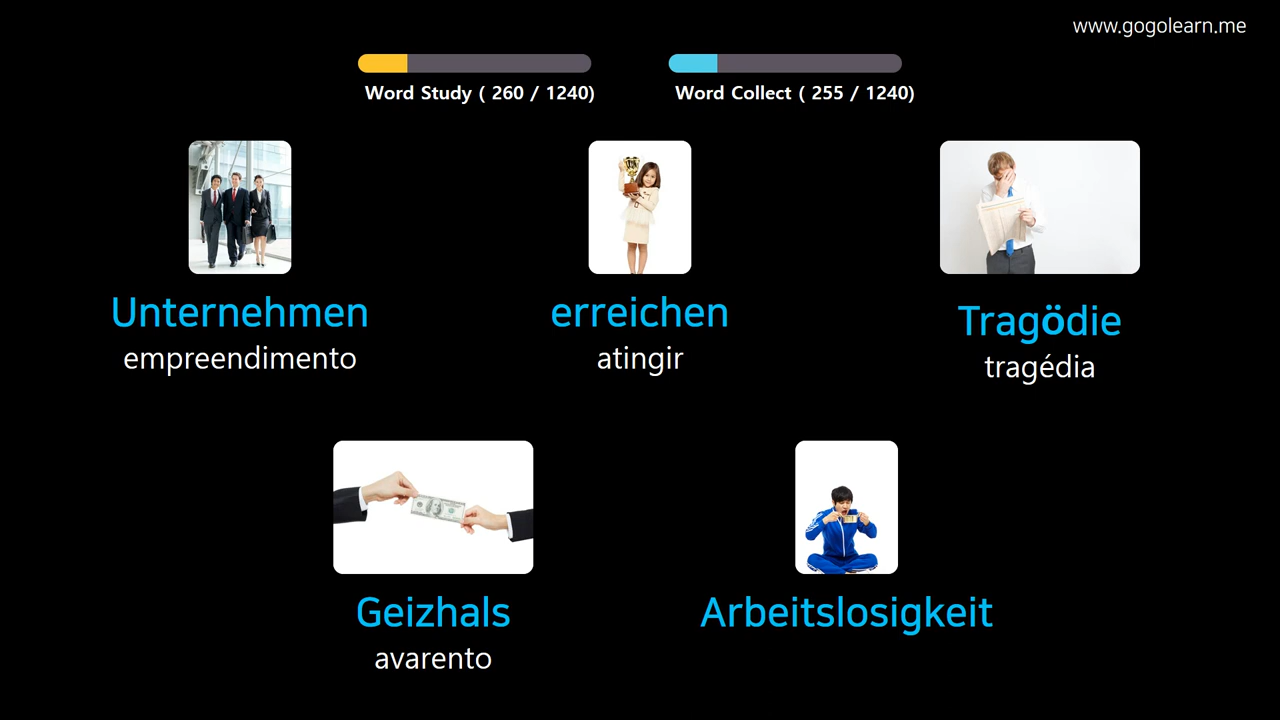 www.gogolearn.me
Word Study ( 260 / 1240)
Word Collect ( 255 / 1240)
Unternehmen
empreendimento
erreichen
atingir
Tragödie
tragédia
Geizhals
avarento
Arbeitslosigkeit